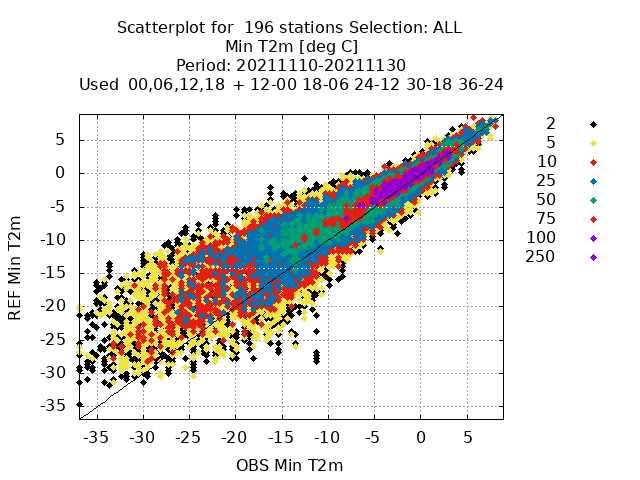 Scatterplot for  196 stations Selection: ALL
Min T2m [deg C]
Period: 20211110-20211130
Used  00,06,12,18  + 12-00 18-06 24-12 30-18 36-24
2
5
10
25
50
75
100
250
5
0
-5
-10
-15
-20
-25
-30
-35
REF Min T2m
-35 -30 -25 -20 -15 -10 -5 0 5
OBS Min T2m